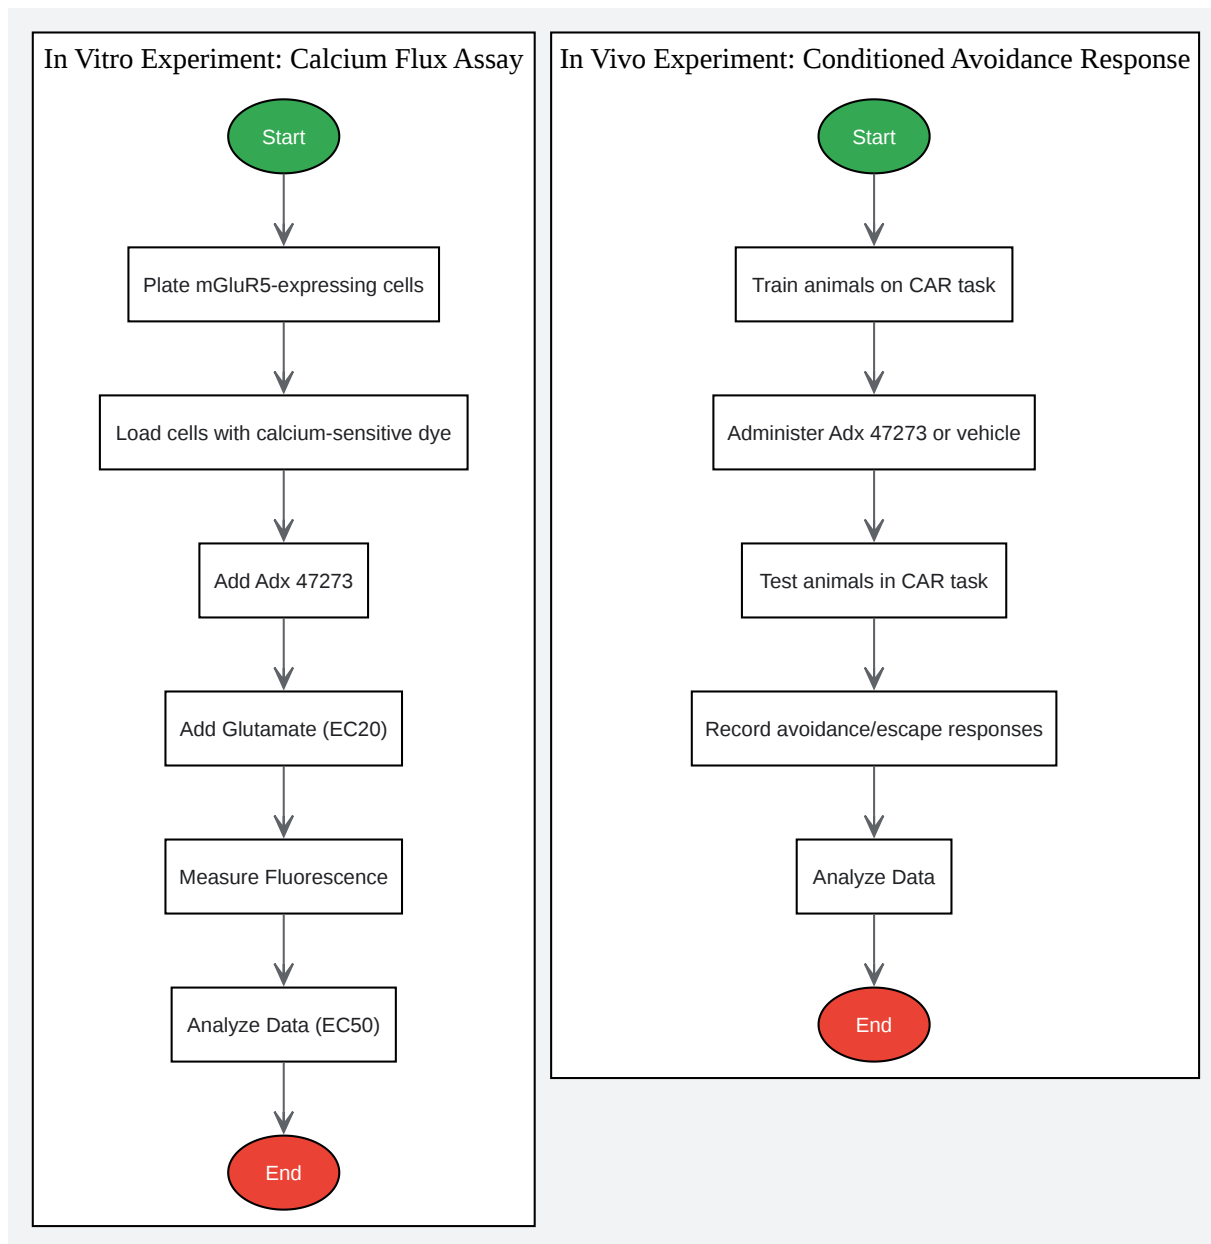 In Vitro Experiment: Calcium Flux Assay
Start
Plate mGluR5-expressing cells
Load cells with calcium-sensitive dye
Add Adx 47273
Add Glutamate (EC20)
Measure Fluorescence
Analyze Data (EC50)
End
In Vivo Experiment: Conditioned Avoidance Response
Start
Train animals on CAR task
Administer Adx 47273 or vehicle
Test animals in CAR task
Record avoidance/escape responses
Analyze Data
End